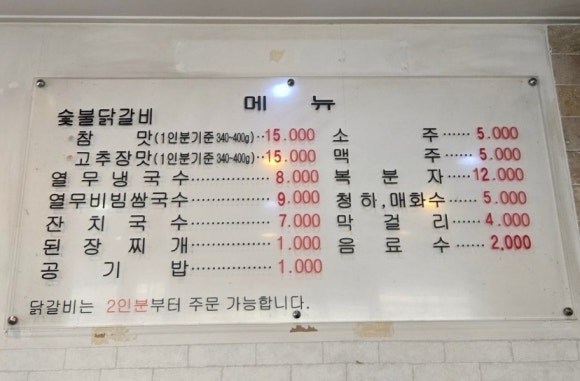 메 뉴
숯불닭갈비
참 맛(1인분기준 340-400g)··15.000
고추장맛(1인분기준 340-400g)··15.000
열 무 냉 국 수············8.000
열무비빔쌈국수············9.000
잔 치 국 수············7.000
된 장 찌 개············1.000
공 기 밥············1.000
소 주······5.000
맥 주······5.000
복 분 자······12.000
청하,매화수······5.000
막 걸 리······4.000
음 료 수······2,000
닭갈비는 2인분부터 주문 가능합니다.